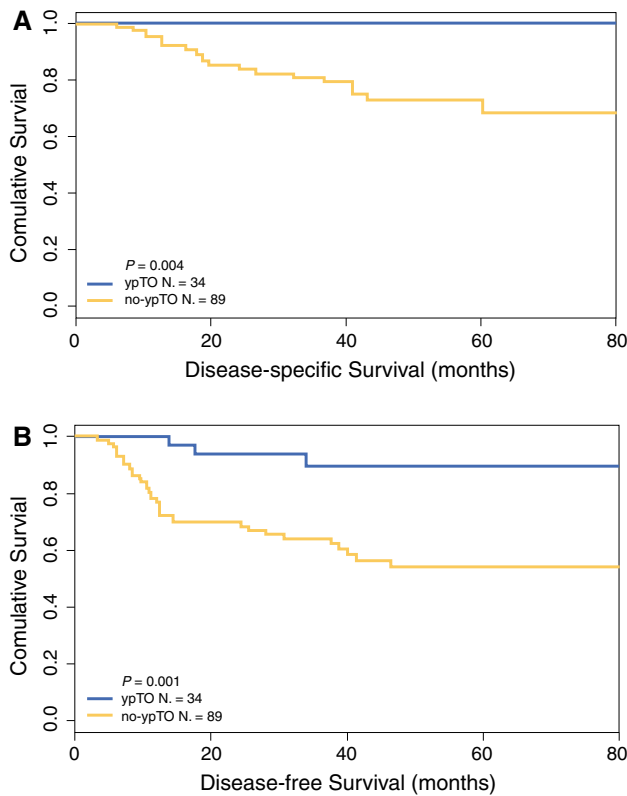 A
Comulative Survial
1.0
0.8
0.6
0.4
0.2
0.0
P = 0.004
ypTO N. = 34
no-ypTO N. = 89
0 20 40 60 80
Disease-specific Survival (months)
B
Comulative Survial
1.0
0.8
0.6
0.4
0.2
0.0
P = 0.001
ypTO N. = 34
no-ypTO N. = 89
0 20 40 60 80
Disease-free Survival (months)